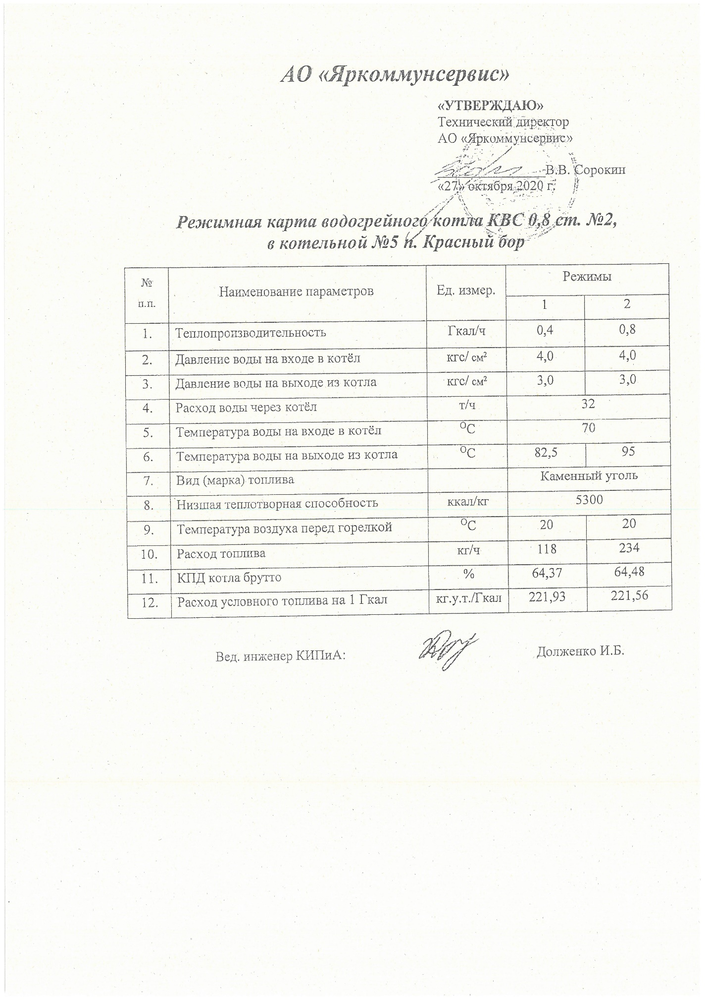 АО «Яркоммунсервис»
«УТВЕРЖДАЮ»
Технический директор
АО «Яркоммунсервис»
В.В. Сорокин
«27» октября 2020 г.
Режимная карта водогрейного котла КВС 0,8 ст. №2,
в котельной №5 п. Красный бор
№ п.п. Наименование параметров Ед. измер. Режимы
1 2
1. Теплопроизводительность Гкал/ч 0,4 0,8
2. Давление воды на входе в котёл кгс/ см² 4,0 4,0
3. Давление воды на выходе из котла кгс/ см² 3,0 3,0
4. Расход воды через котёл т/ч 32
5. Температура воды на входе в котёл ⁰С 70
6. Температура воды на выходе из котла ⁰С 82,5 95
7. Вид (марка) топлива Каменный уголь
8. Низшая теплотворная способность ккал/кг 5300
9. Температура воздуха перед горелкой ⁰С 20 20
10. Расход топлива кг/ч 118 234
11. КПД котла брутто % 64,37 64,48
12. Расход условного топлива на 1 Гкал кг.у.т./Гкал 221,93 221,56
Вед. инженер КИПиА: Долженко И.Б.